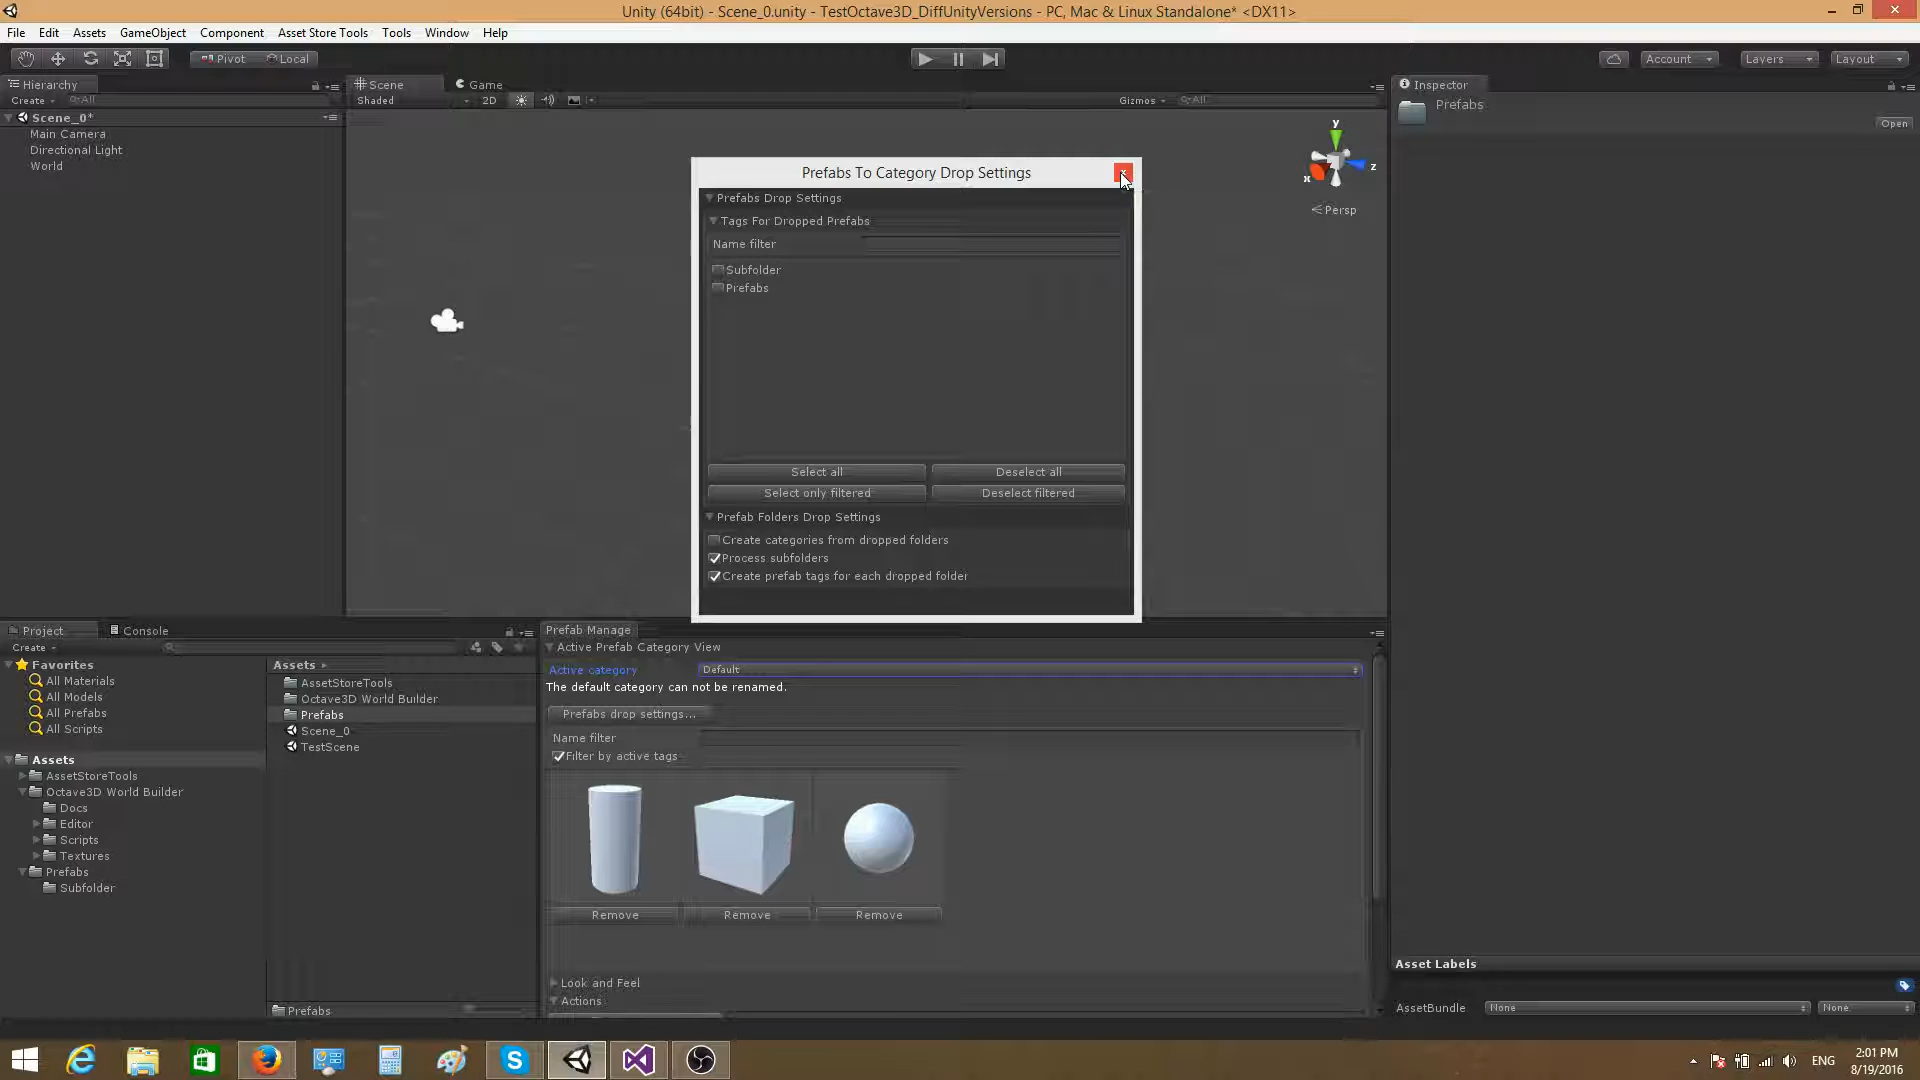 Unity (64bit) - Scene_0.unity - TestOctave3D_DiffUnityVersions - PC, Mac & Linux Standalone* <DX11>
File Edit Assets GameObject Component Asset Store Tools Tools Window Help
Pivot Local Account Layers Layout
Hierarchy
Create All
Scene_0*
Main Camera
Directional Light
World
Scene Game
Shaded 2D Gizmos All
y
x
z
Persp
Inspector
Prefabs
Open
Prefabs To Category Drop Settings
Prefabs Drop Settings
Tags For Dropped Prefabs
Name filter
Subfolder
Prefabs
Select all Deselect all
Select only filtered Deselect filtered
Prefab Folders Drop Settings
Create categories from dropped folders
Process subfolders
Create prefab tags for each dropped folder
Project Console
Create
Favorites
All Materials
All Models
All Prefabs
All Scripts
Assets
AssetStoreTools
Octave3D World Builder
Docs
Editor
Scripts
Textures
Prefabs
Subfolder
Assets
AssetStoreTools
Octave3D World Builder
Prefabs
Scene_0
TestScene
Prefabs
Prefab Manage
Active Prefab Category View
Active category Default
The default category can not be renamed.
Prefabs drop settings...
Name filter
Filter by active tags
Remove Remove Remove
Look and Feel
Actions
Asset Labels
AssetBundle None None
ENG
2:01 PM
8/19/2016